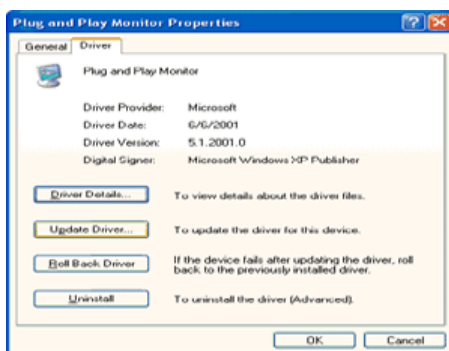 Plug and Play Monitor Properties
General Driver
Plug and Play Monitor
Driver Provider: Microsoft
Driver Date: 6/6/2001
Driver Version: 5.1.2001.0
Digital Signer: Microsoft Windows XP Publisher
Driver Details... To view details about the driver files.
Update Driver... To update the driver for this device.
Roll Back Driver If the device fails after updating the driver, roll
back to the previously installed driver.
Uninstall To uninstall the driver (Advanced).
OK Cancel